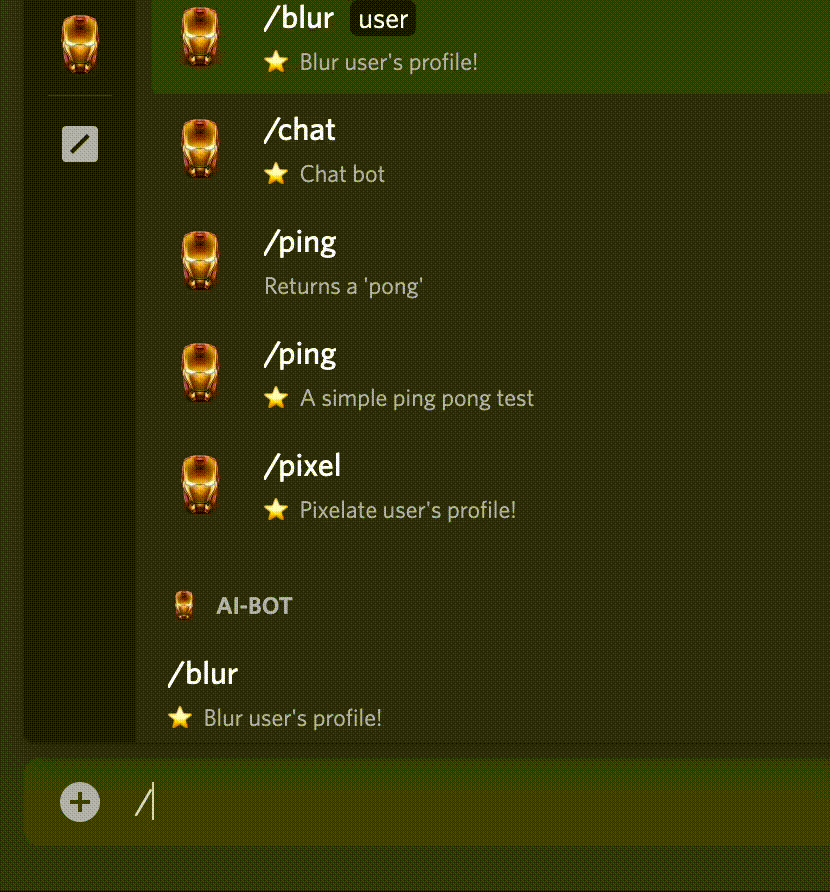 /blur user
⭐ Blur user's profile!
/chat
⭐ Chat bot
/ping
Returns a 'pong'
/ping
⭐ A simple ping pong test
/pixel
⭐ Pixelate user's profile!
AI-BOT
/blur
⭐ Blur user's profile!
/